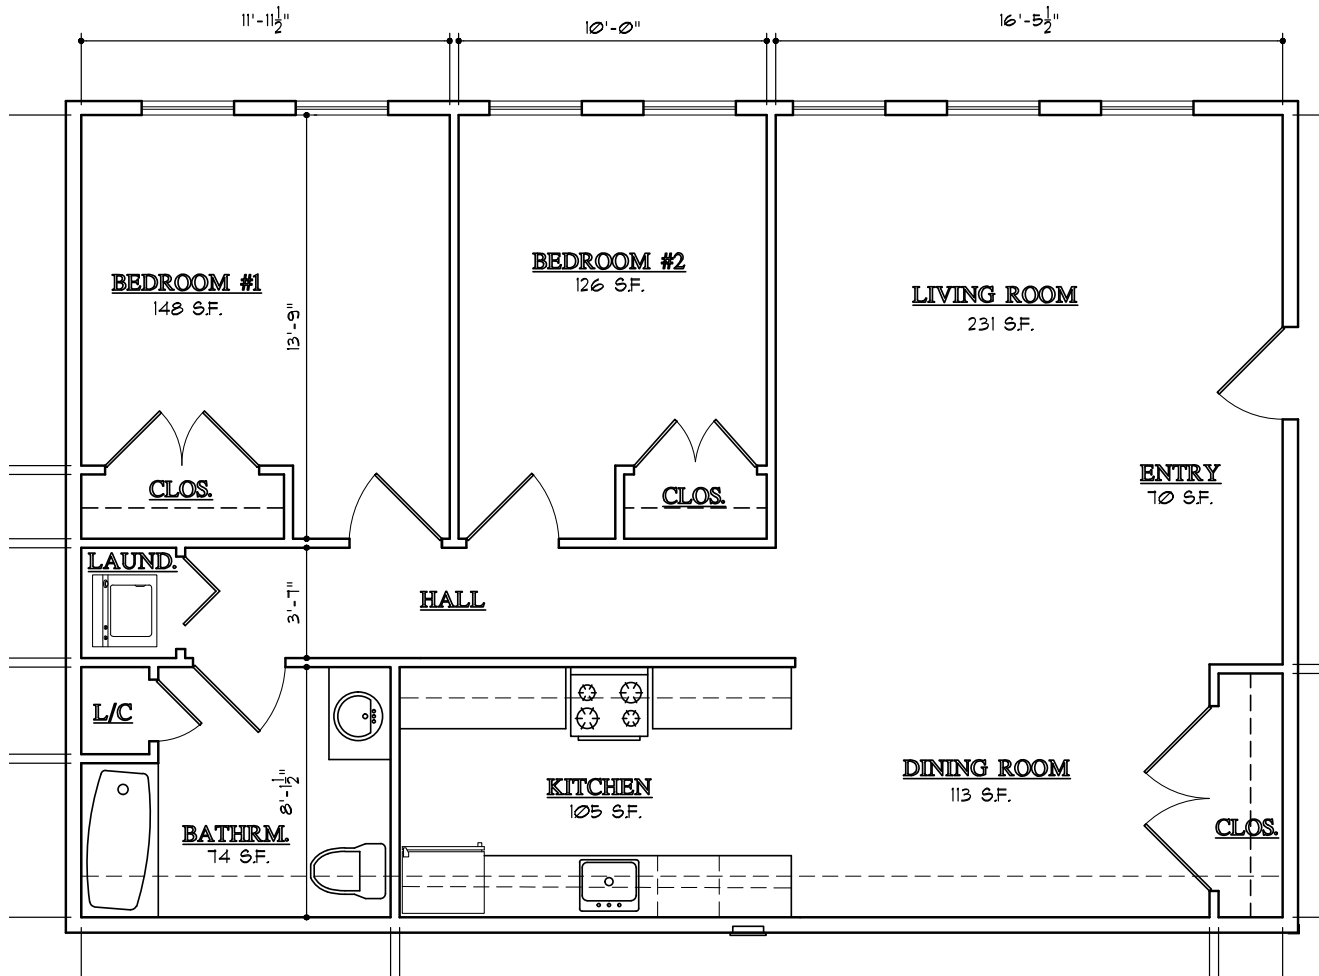 11'-11½" 10'-0" 16'-5½"
BEDROOM #1
148 S.F.
13'-9"
BEDROOM #2
126 S.F.
LIVING ROOM
231 S.F.
CLOS.
CLOS.
ENTRY
70 S.F.
LAUND.
3'-7"
HALL
L/C
KITCHEN
105 S.F.
DINING ROOM
113 S.F.
8'-1½"
BATHRM.
74 S.F.
CLOS.